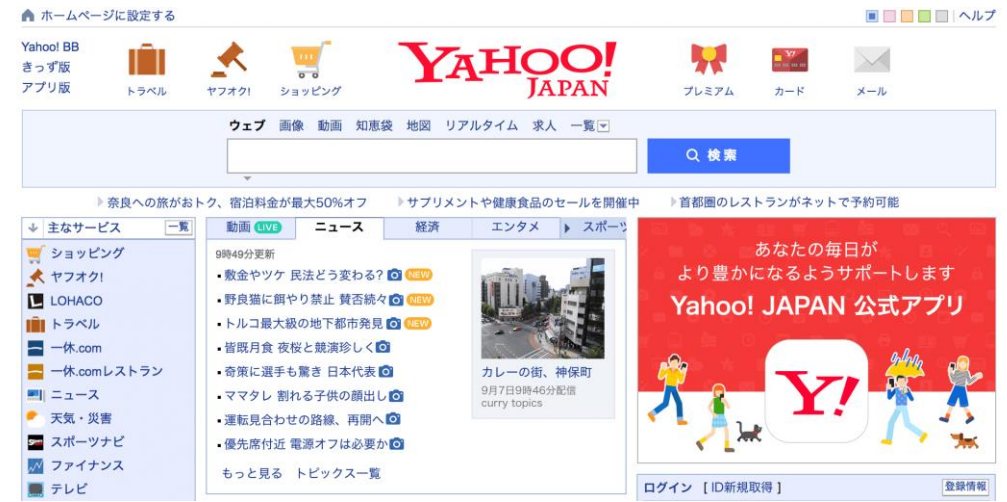 ホームページに設定する
ヘルプ
Yahoo! BB
きっず版
アプリ版
トラベル
ヤフオク!
ショッピング
YAHOO!
JAPAN
プレミアム
カード
メール
ウェブ 画像 動画 知恵袋 地図 リアルタイム 求人 一覧
検索
奈良への旅がおトク、宿泊料金が最大50%オフ
サプリメントや健康食品のセールを開催中
首都圏のレストランがネットで予約可能
主なサービス 一覧
ショッピング
ヤフオク!
LOHACO
トラベル
一休.com
一休.comレストラン
ニュース
天気・災害
スポーツナビ
ファイナンス
テレビ
動画 LIVE ニュース 経済 エンタメ スポーツ
9時49分更新
敷金やツケ 民法どう変わる? NEW
野良猫に餌やり禁止 賛否続々 NEW
トルコ最大級の地下都市発見 NEW
皆既月食 夜桜と競演珍しく
奇策に選手も驚き 日本代表
ママタレ 割れる子供の顔出し
運転見合わせの路線、再開へ
優先席付近 電源オフは必要か
もっと見る トピックス一覧
カレーの街、神保町
9月7日9時46分配信
curry topics
あなたの毎日が
より豊かになるようサポートします
Yahoo! JAPAN 公式アプリ
Y!
ログイン [ ID新規取得 ]
登録情報